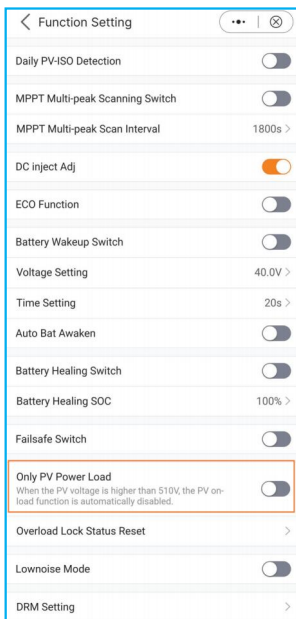 Function Setting
Daily PV-ISO Detection
MPPT Multi-peak Scanning Switch
MPPT Multi-peak Scan Interval 1800s >
DC inject Adj
ECO Function
Battery Wakeup Switch
Voltage Setting 40.0V >
Time Setting 20s >
Auto Bat Awaken
Battery Healing Switch
Battery Healing SOC 100% >
Failsafe Switch
Only PV Power Load
When the PV voltage is higher than 510V, the PV on-
load function is automatically disabled.
Overload Lock Status Reset >
Lownoise Mode
DRM Setting >